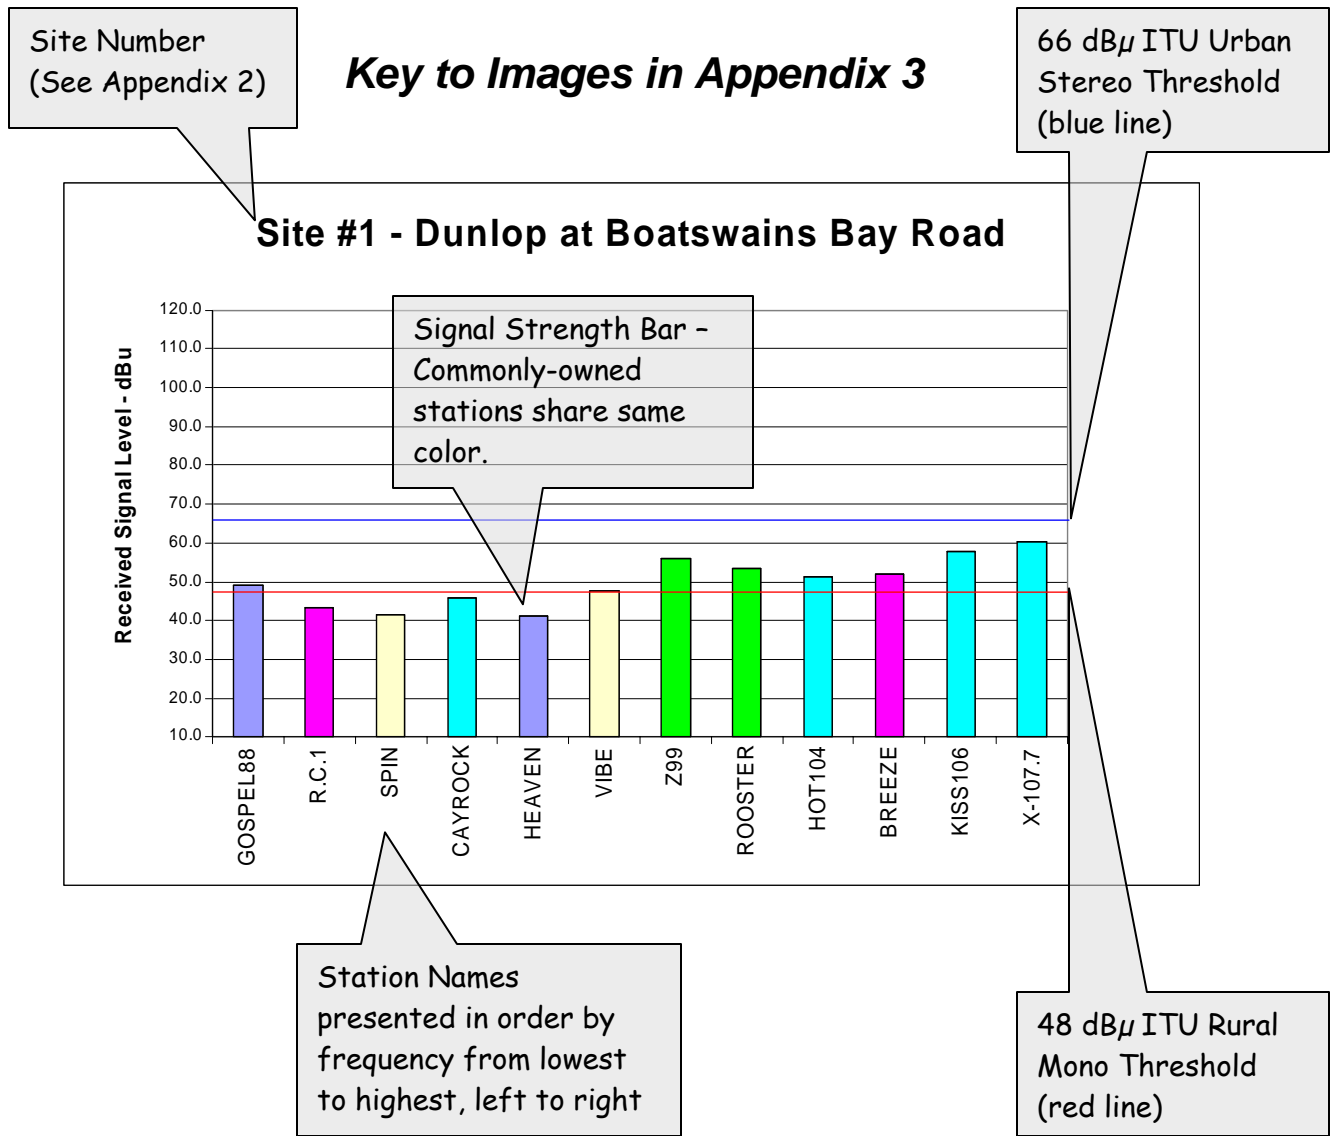 Site Number
(See Appendix 2)
Key to Images in Appendix 3
66 dBµ ITU Urban
Stereo Threshold
(blue line)
Site #1 - Dunlop at Boatswains Bay Road
Signal Strength Bar –
Commonly-owned
stations share same
color.
Received Signal Level - dBu
120.0
110.0
100.0
90.0
80.0
70.0
60.0
50.0
40.0
30.0
20.0
10.0
GOSPEL88
R.C.1
SPIN
CAYROCK
HEAVEN
VIBE
Z99
ROOSTER
HOT104
BREEZE
KISS106
X-107.7
Station Names
presented in order by
frequency from lowest
to highest, left to right
48 dBµ ITU Rural
Mono Threshold
(red line)